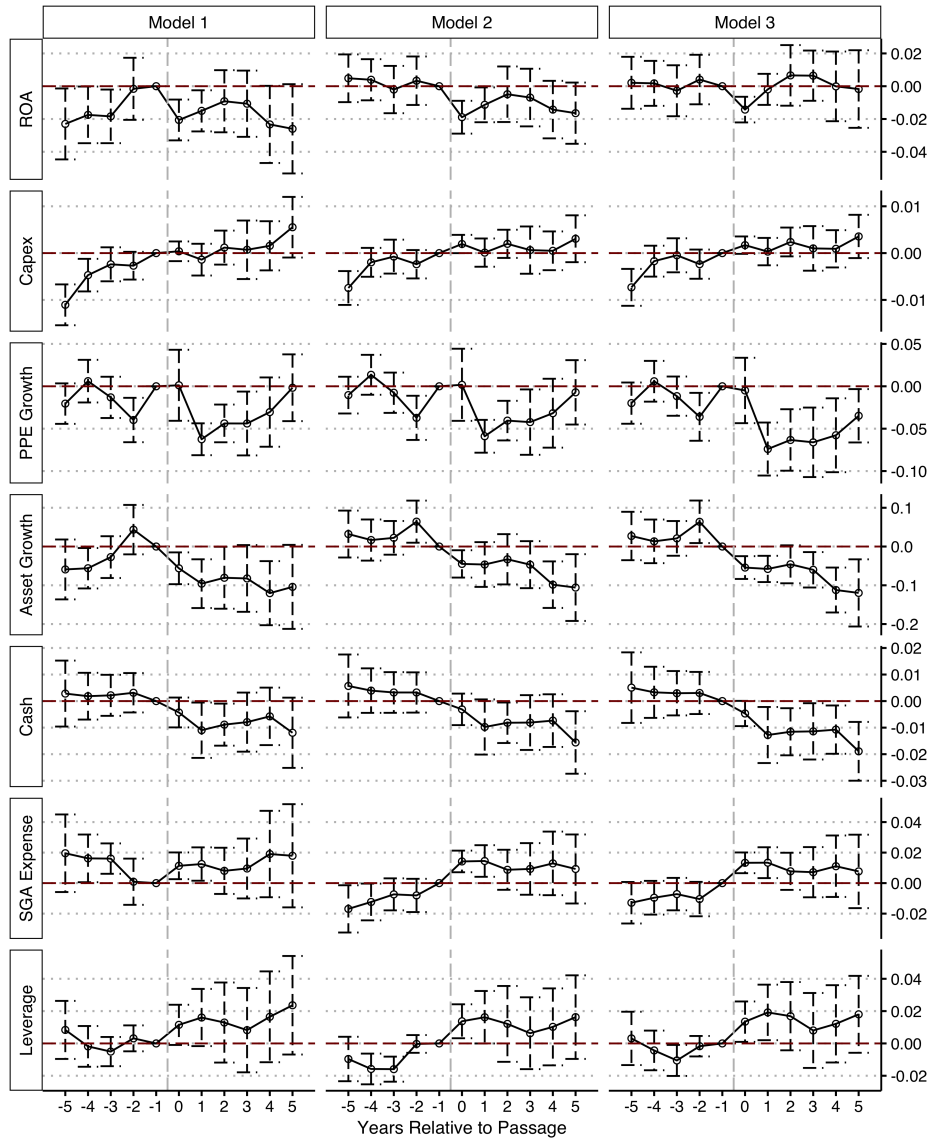 Model 1 Model 2 Model 3
ROA
0.02
0.00
-0.02
-0.04
Capex
0.01
0.00
-0.01
PPE Growth
0.05
0.00
-0.05
-0.10
Asset Growth
0.1
0.0
-0.1
-0.2
Cash
0.02
0.01
0.00
-0.01
-0.02
-0.03
SGA Expense
0.04
0.02
0.00
-0.02
Leverage
0.04
0.02
0.00
-0.02
-5 -4 -3 -2 -1 0 1 2 3 4 5 -5 -4 -3 -2 -1 0 1 2 3 4 5 -5 -4 -3 -2 -1 0 1 2 3 4 5
Years Relative to Passage